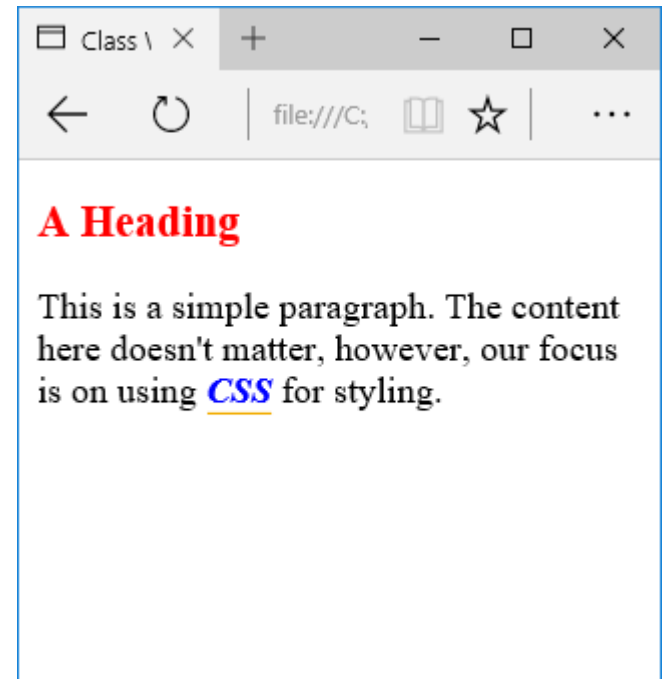 Class \
file:///C:
A Heading
This is a simple paragraph. The content
here doesn't matter, however, our focus
is on using CSS for styling.